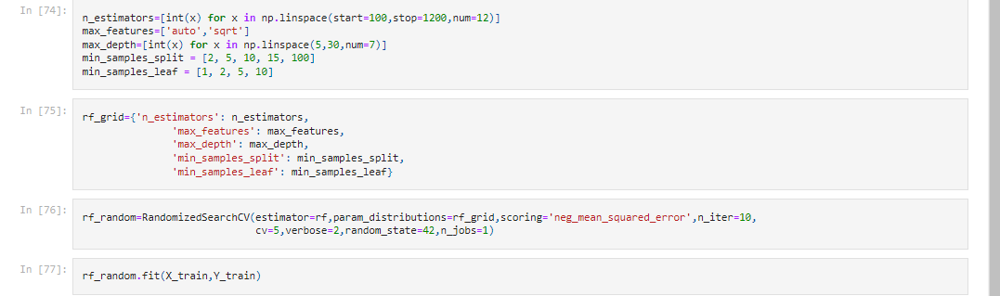 In [74]:
n_estimators=[int(x) for x in np.linspace(start=100,stop=1200,num=12)]
max_features=['auto','sqrt']
max_depth=[int(x) for x in np.linspace(5,30,num=7)]
min_samples_split = [2, 5, 10, 15, 100]
min_samples_leaf = [1, 2, 5, 10]
In [75]:
rf_grid={'n_estimators': n_estimators,
'max_features': max_features,
'max_depth': max_depth,
'min_samples_split': min_samples_split,
'min_samples_leaf': min_samples_leaf}
In [76]:
rf_random=RandomizedSearchCV(estimator=rf,param_distributions=rf_grid,scoring='neg_mean_squared_error',n_iter=10,
cv=5,verbose=2,random_state=42,n_jobs=1)
In [77]:
rf_random.fit(X_train,Y_train)